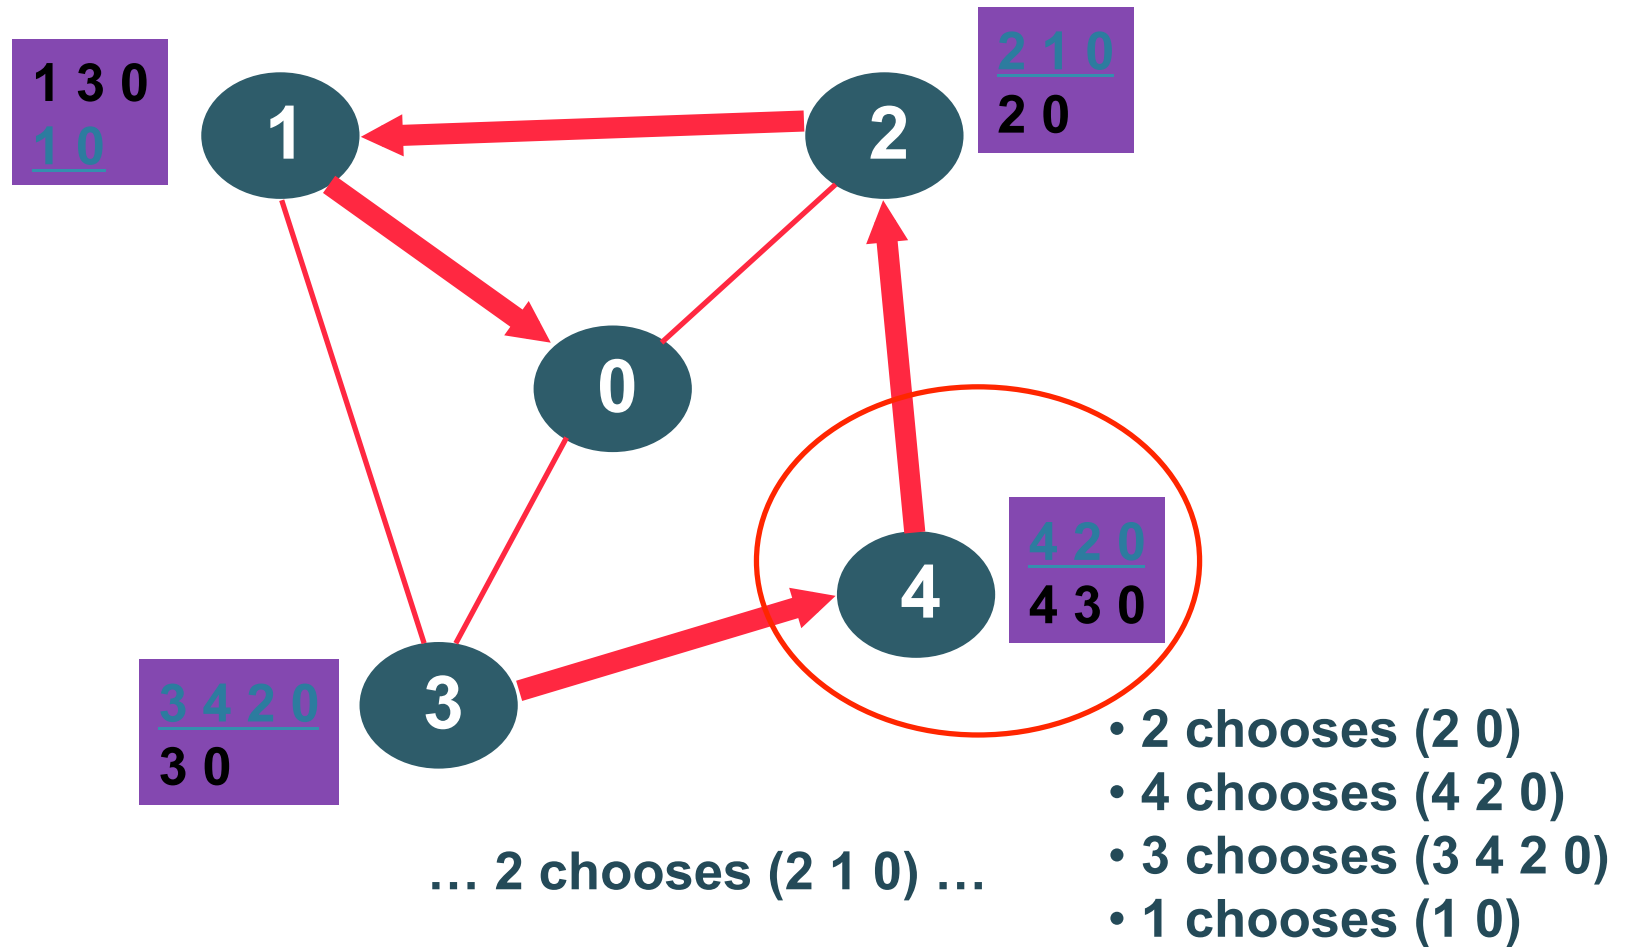 1 3 0
1 0
1
2
2 1 0
2 0
0
4
4 2 0
4 3 0
3 4 2 0
3 0
3
• 2 chooses (2 0)
• 4 chooses (4 2 0)
• 3 chooses (3 4 2 0)
• 1 chooses (1 0)
… 2 chooses (2 1 0) …